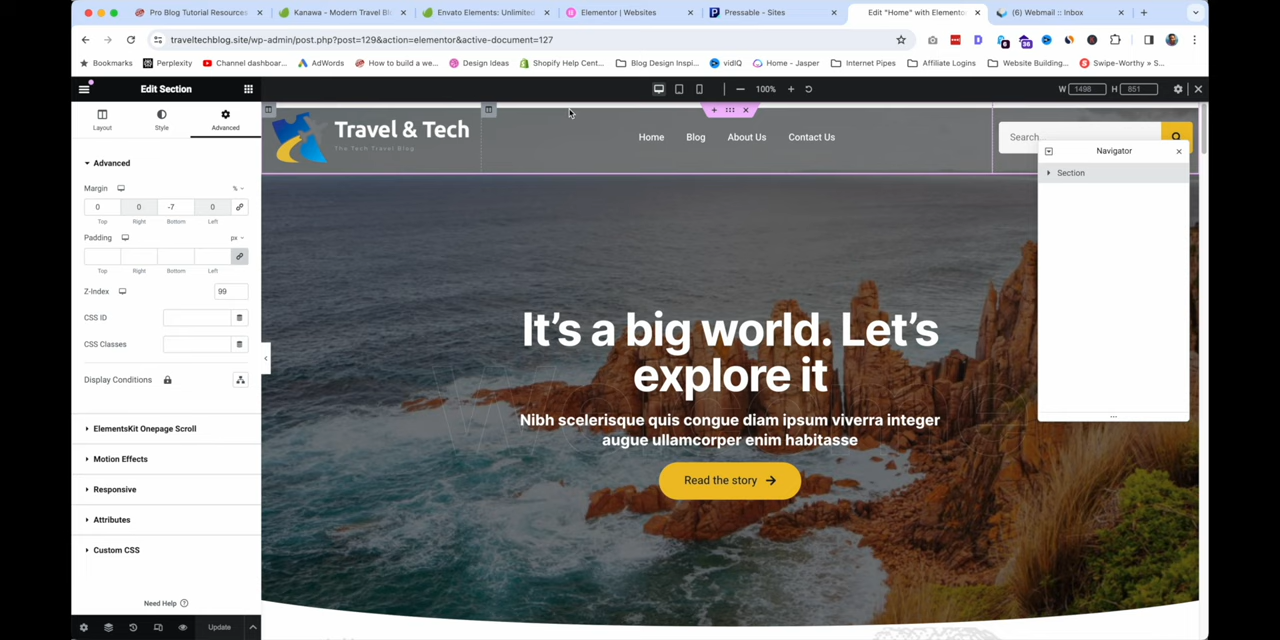 Pro Blog Tutorial Resources
Kanawa - Modern Travel Bl
Envato Elements: Unlimited
Elementor | Websites
Pressable - Sites
Edit "Home" with Elemento
(6) Webmail :: Inbox
traveltechblog.site/wp-admin/post.php?post=129&action=elementor&active-document=127
Bookmarks
Perplexity
Channel dashboar...
AdWords
How to build a we...
Design Ideas
Shopify Help Cent...
Blog Design Inspi...
vidIQ
Home - Jasper
Internet Pipes
Affiliate Logins
Website Building...
Swipe-Worthy » S...
Edit Section
100%
W 1498 H 851
Layout
Style
Advanced
Advanced
Margin
%
0 0 -7 0
Top Right Bottom Left
Padding
px
Top Right Bottom Left
Z-Index
99
CSS ID
CSS Classes
Display Conditions
ElementsKit Onepage Scroll
Motion Effects
Responsive
Attributes
Custom CSS
Need Help
Update
Travel & Tech
The Tech Travel Blog
Home
Blog
About Us
Contact Us
Search...
Navigator
Section
It's a big world. Let's
explore it
Nibh scelerisque quis congue diam ipsum viverra integer
augue ullamcorper enim habitasse
Read the story